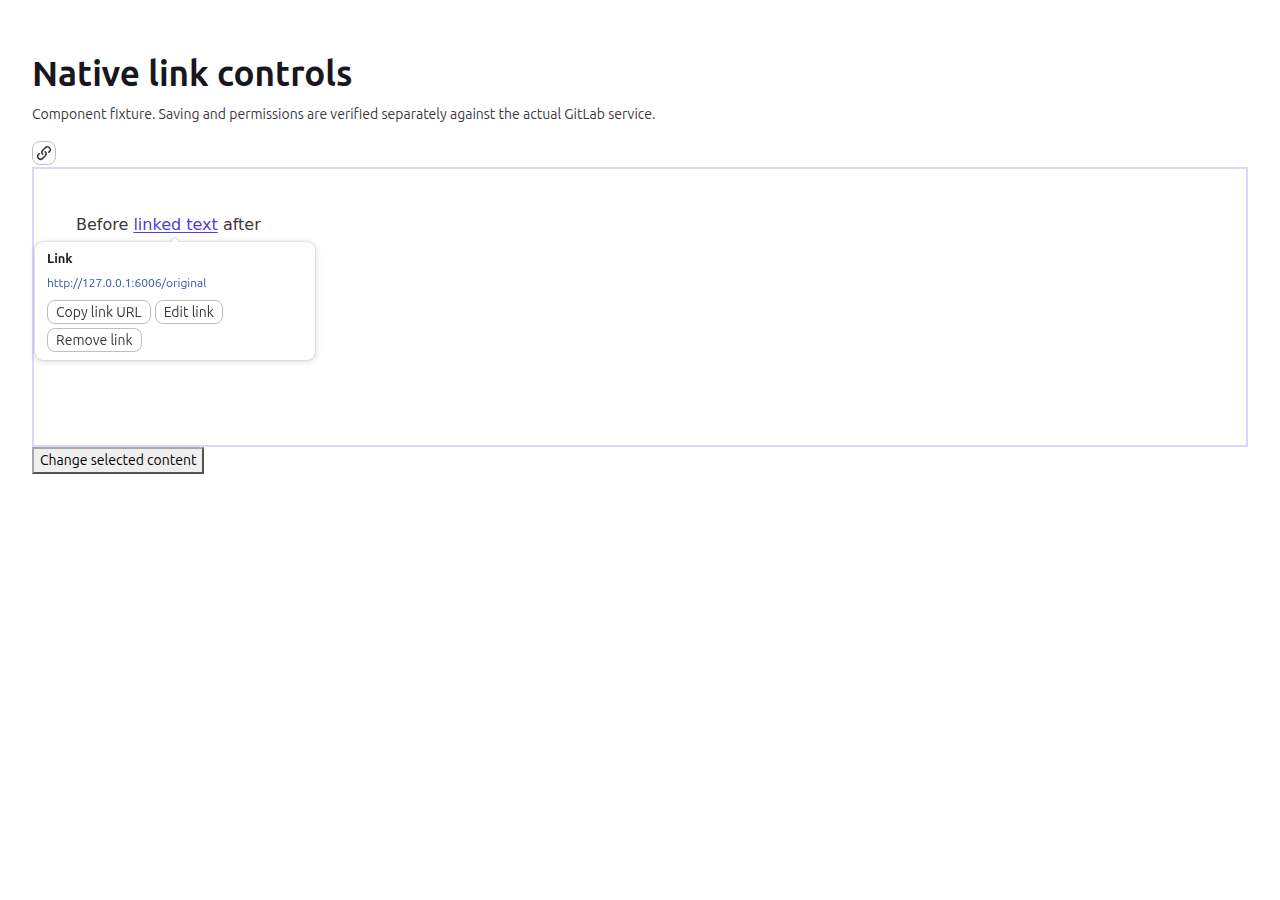 Native link controls
Component fixture. Saving and permissions are verified separately against the actual GitLab service.
Before linked text after
Link
http://127.0.0.1:6006/original
Copy link URL Edit link
Remove link
Change selected content